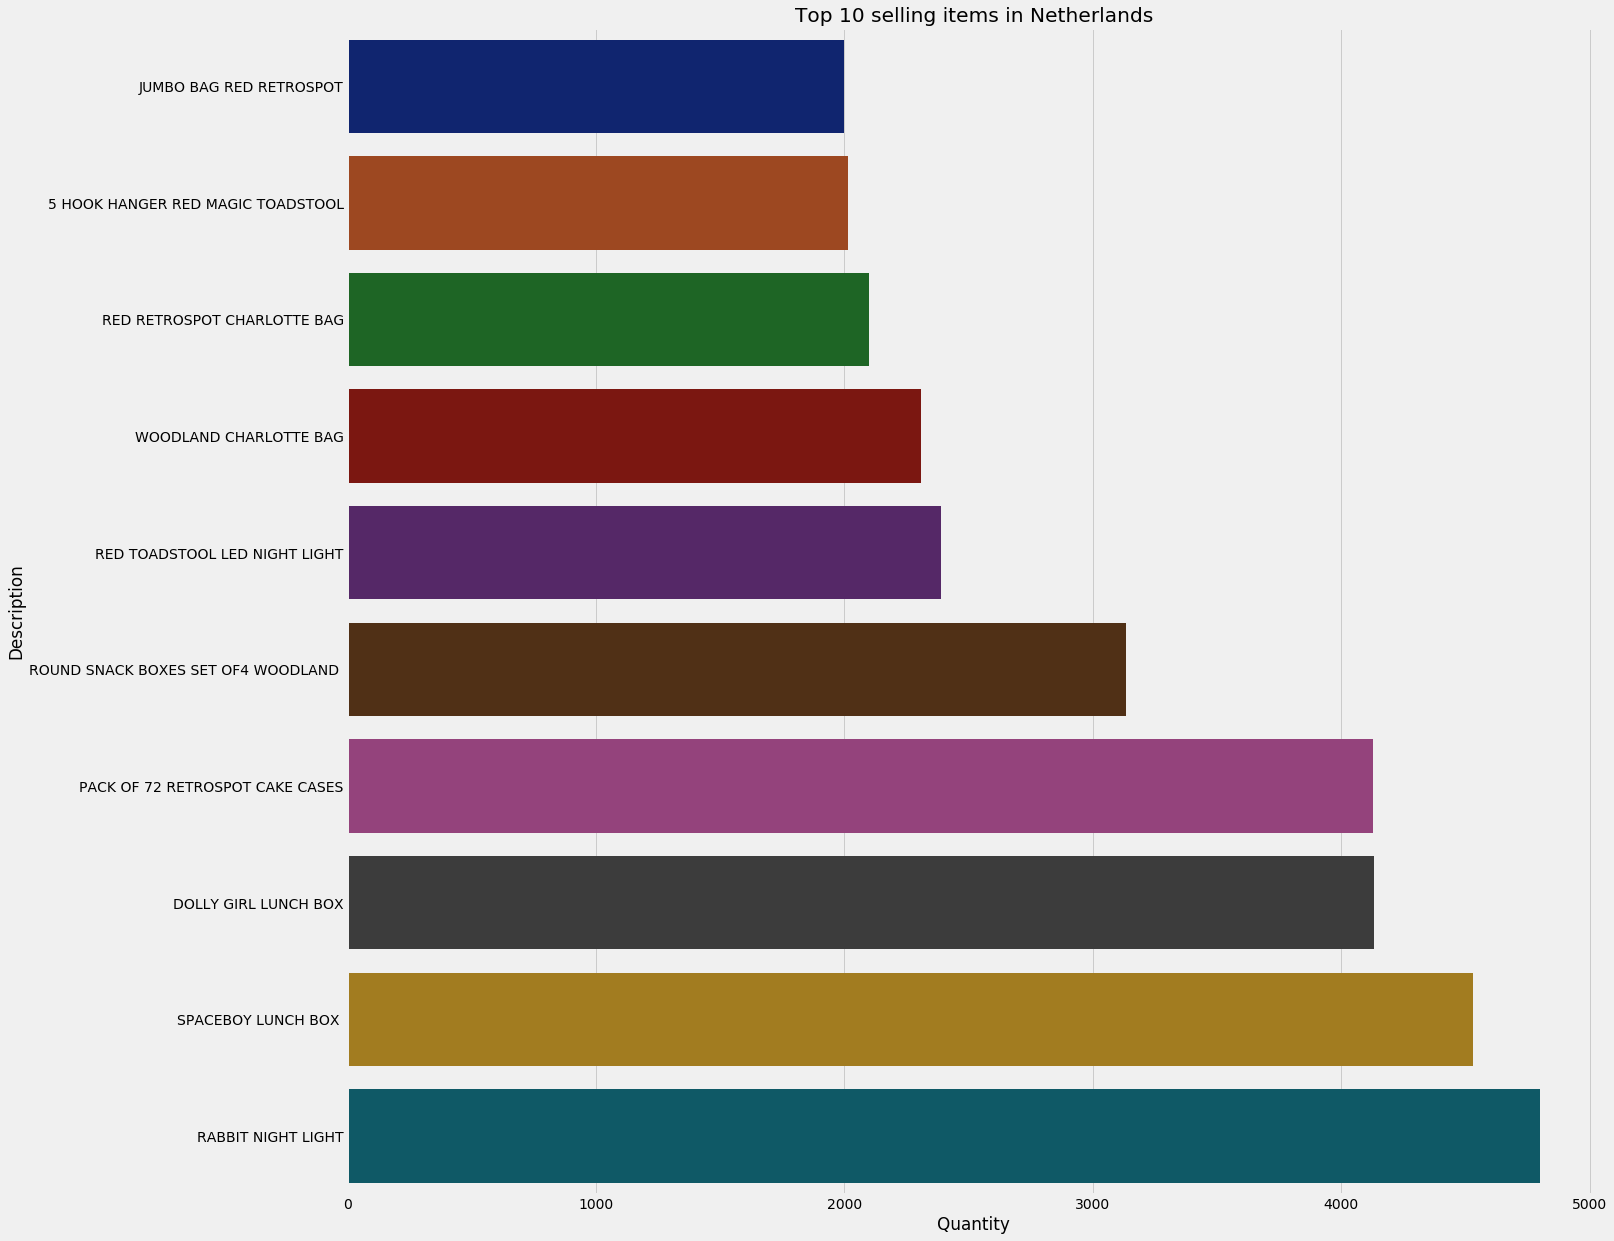 Top 10 selling items in Netherlands
JUMBO BAG RED RETROSPOT
5 HOOK HANGER RED MAGIC TOADSTOOL
RED RETROSPOT CHARLOTTE BAG
WOODLAND CHARLOTTE BAG
RED TOADSTOOL LED NIGHT LIGHT
Description
ROUND SNACK BOXES SET OF4 WOODLAND
PACK OF 72 RETROSPOT CAKE CASES
DOLLY GIRL LUNCH BOX
SPACEBOY LUNCH BOX
RABBIT NIGHT LIGHT
0 1000 2000 3000 4000 5000
Quantity